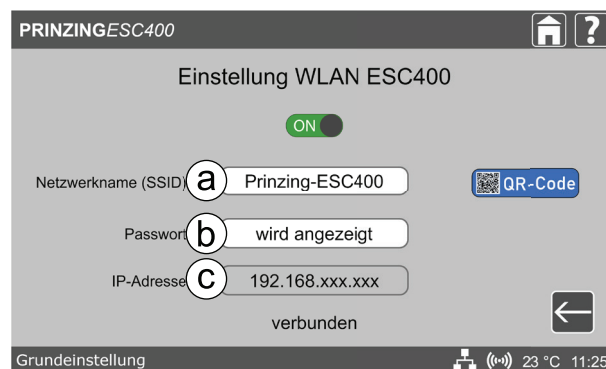 PRINZINGESC400 ?
Einstellung WLAN ESC400
ON
Netzwerkname (SSID) a Prinzing-ESC400 QR-Code
Passwort b wird angezeigt
IP-Adresse c 192.168.xxx.xxx
verbunden
Grundeinstellung 23 °C 11:25